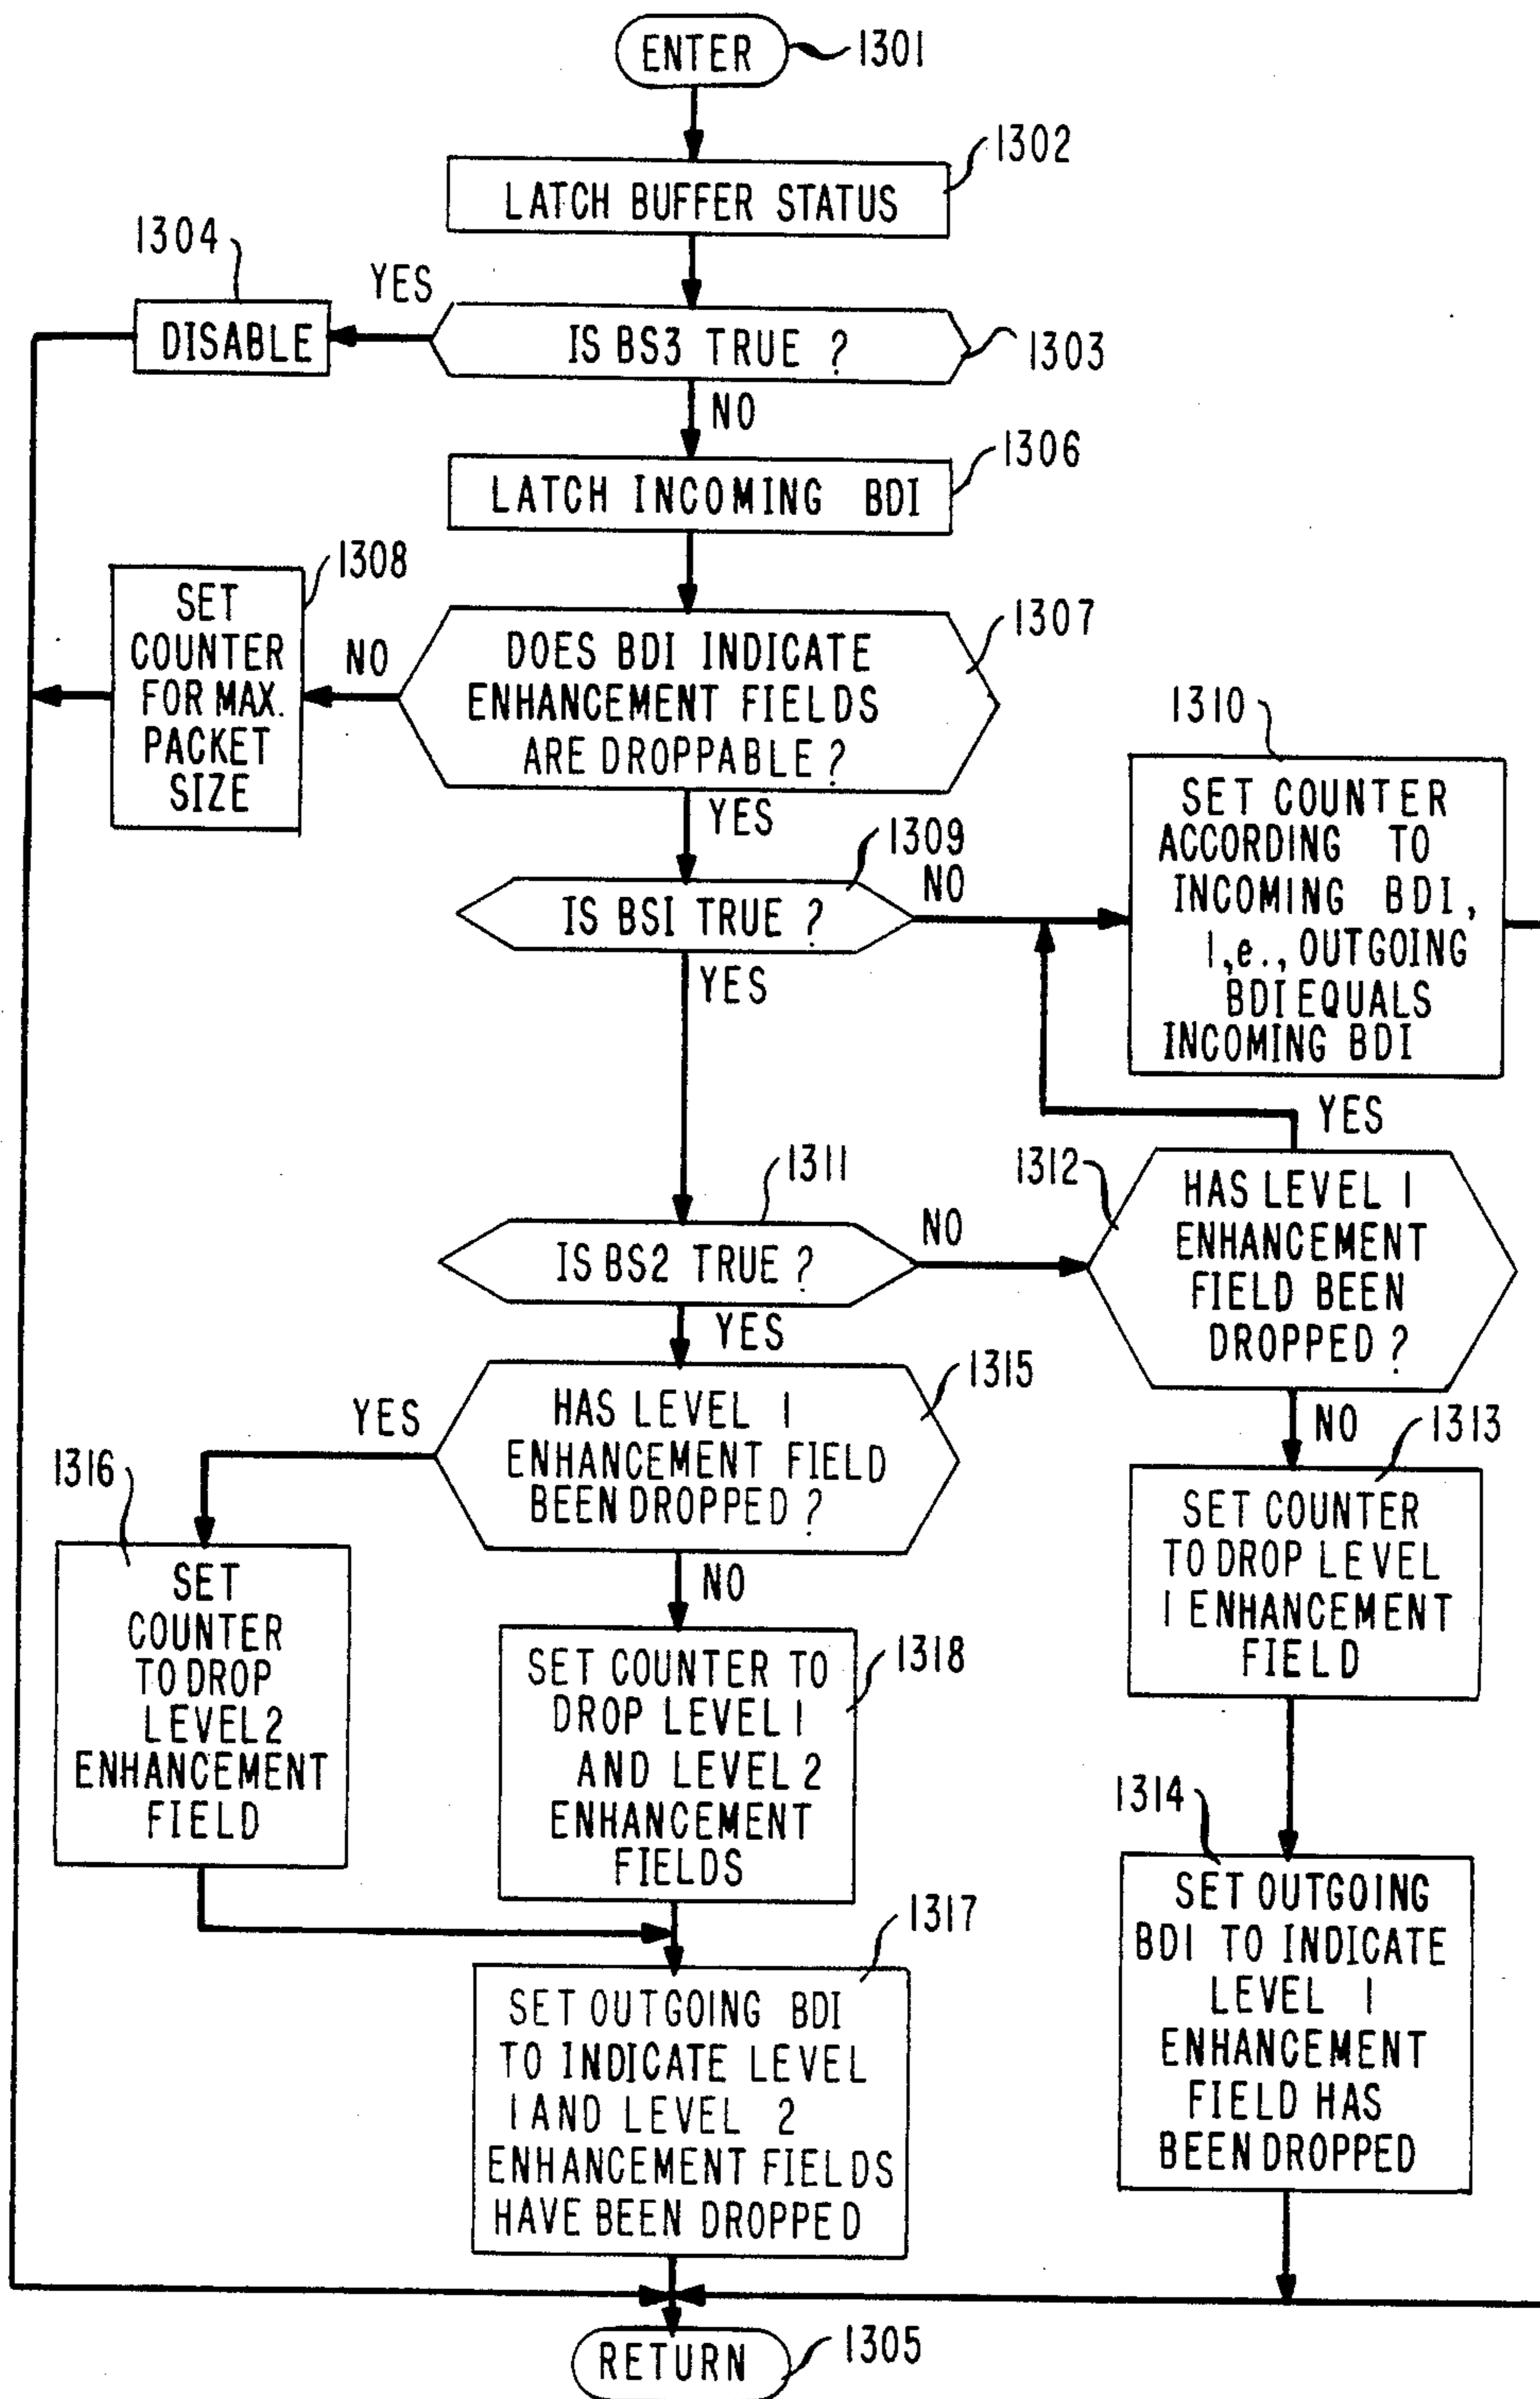 ENTER
1301
1302
LATCH BUFFER STATUS
1304
YES
DISABLE
IS BS3 TRUE ?
1303
NO
1306
LATCH INCOMING BDI
1308
SET
COUNTER
FOR MAX.
PACKET
SIZE
NO
1307
DOES BDI INDICATE
ENHANCEMENT FIELDS
ARE DROPPABLE ?
YES
1309
IS BS1 TRUE ?
NO
YES
1310
SET COUNTER
ACCORDING TO
INCOMING BDI,
I,e., OUTGOING
BDI EQUALS
INCOMING BDI
YES
1311
IS BS2 TRUE ?
NO
1312
HAS LEVEL 1
ENHANCEMENT
FIELD BEEN
DROPPED ?
YES
1315
HAS LEVEL 1
ENHANCEMENT FIELD
BEEN DROPPED ?
YES
NO
NO
1313
SET COUNTER
TO DROP LEVEL
1 ENHANCEMENT
FIELD
1316
SET
COUNTER
TO DROP
LEVEL 2
ENHANCEMENT
FIELD
1318
SET COUNTER TO
DROP LEVEL 1
AND LEVEL 2
ENHANCEMENT
FIELDS
1314
SET OUTGOING
BDI TO INDICATE
LEVEL 1
ENHANCEMENT
FIELD HAS
BEEN DROPPED
1317
SET OUTGOING BDI
TO INDICATE LEVEL
1 AND LEVEL 2
ENHANCEMENT FIELDS
HAVE BEEN DROPPED
RETURN
1305